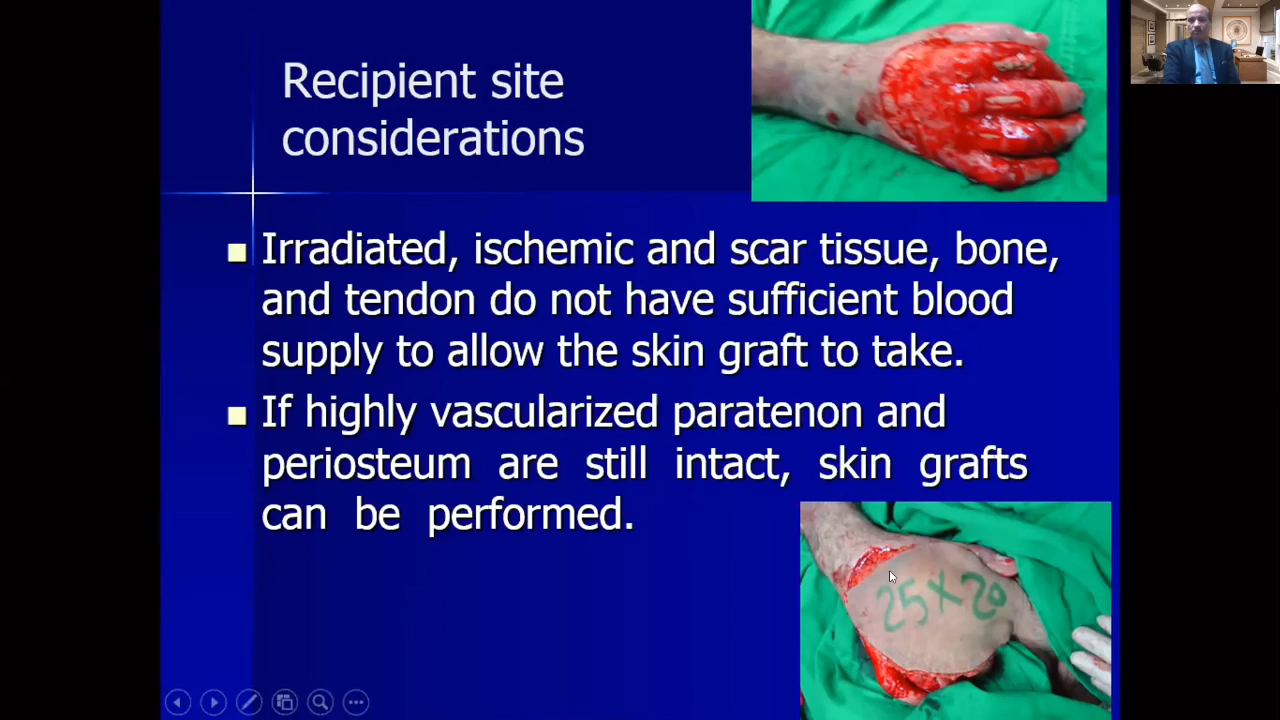 Recipient site
considerations
Irradiated, ischemic and scar tissue, bone,
and tendon do not have sufficient blood
supply to allow the skin graft to take.
If highly vascularized paratenon and
periosteum are still intact, skin grafts
can be performed.
25 x 20